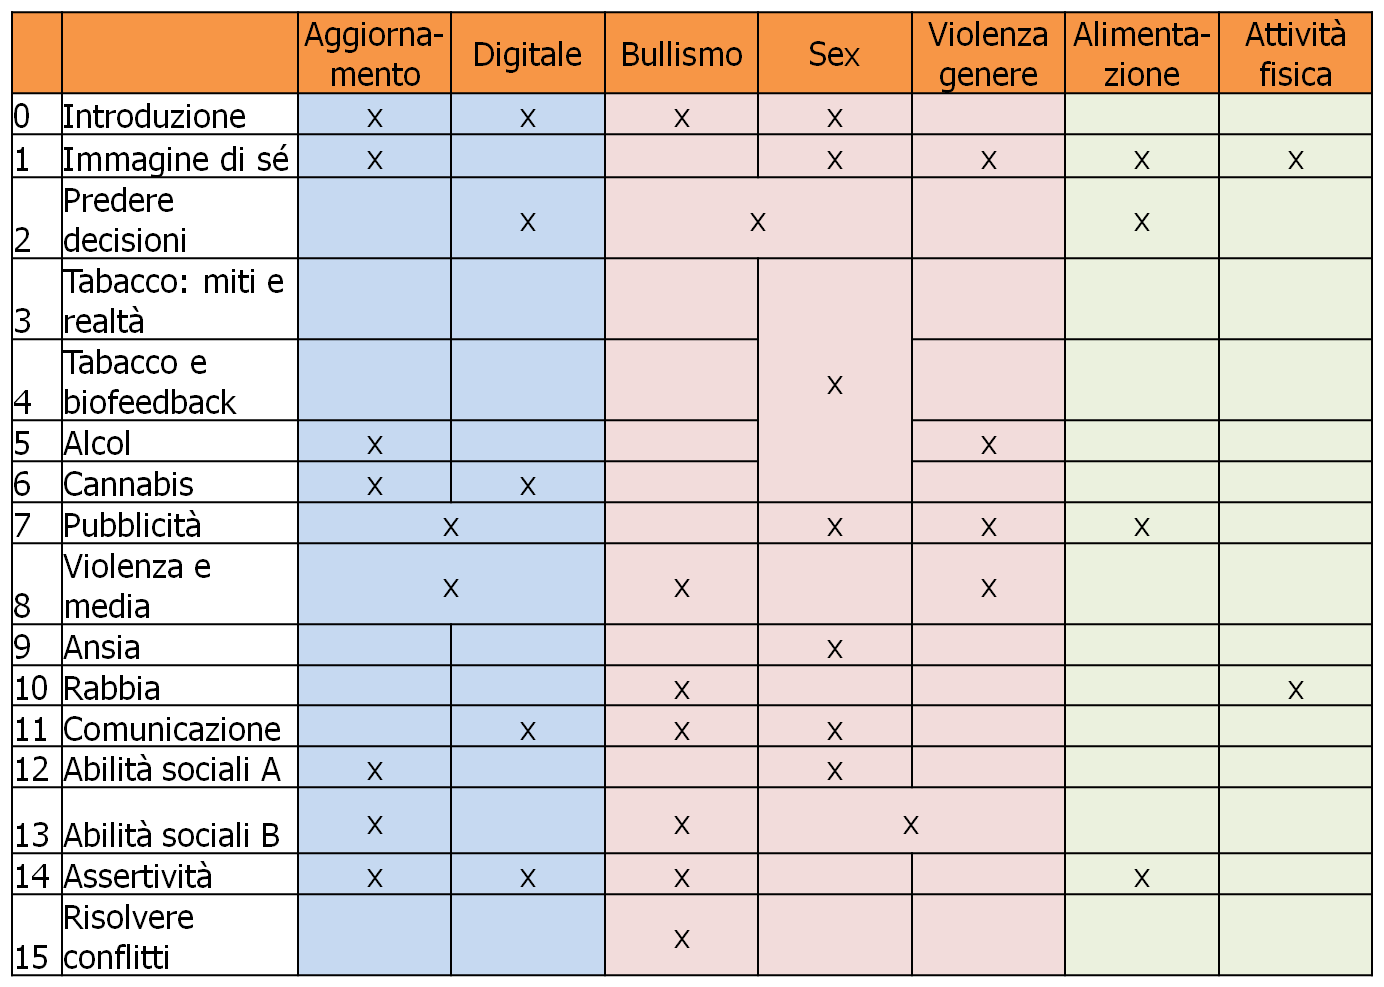 Aggiorna-
mento
Digitale
Bullismo
Sex
Violenza
genere
Alimenta-
zione
Attività
fisica
0 Introduzione x x x x
1 Immagine di sé x x x x x
Predere
2 decisioni x x x
Tabacco: miti e
3 realtà
Tabacco e
4 biofeedback x
5 Alcol x x
6 Cannabis x x
7 Pubblicità x x x x
Violenza e
8 media x x x
9 Ansia x
10 Rabbia x x
11 Comunicazione x x x
12 Abilità sociali A x x
13 Abilità sociali B x x x
14 Assertività x x x x
Risolvere
15 conflitti x